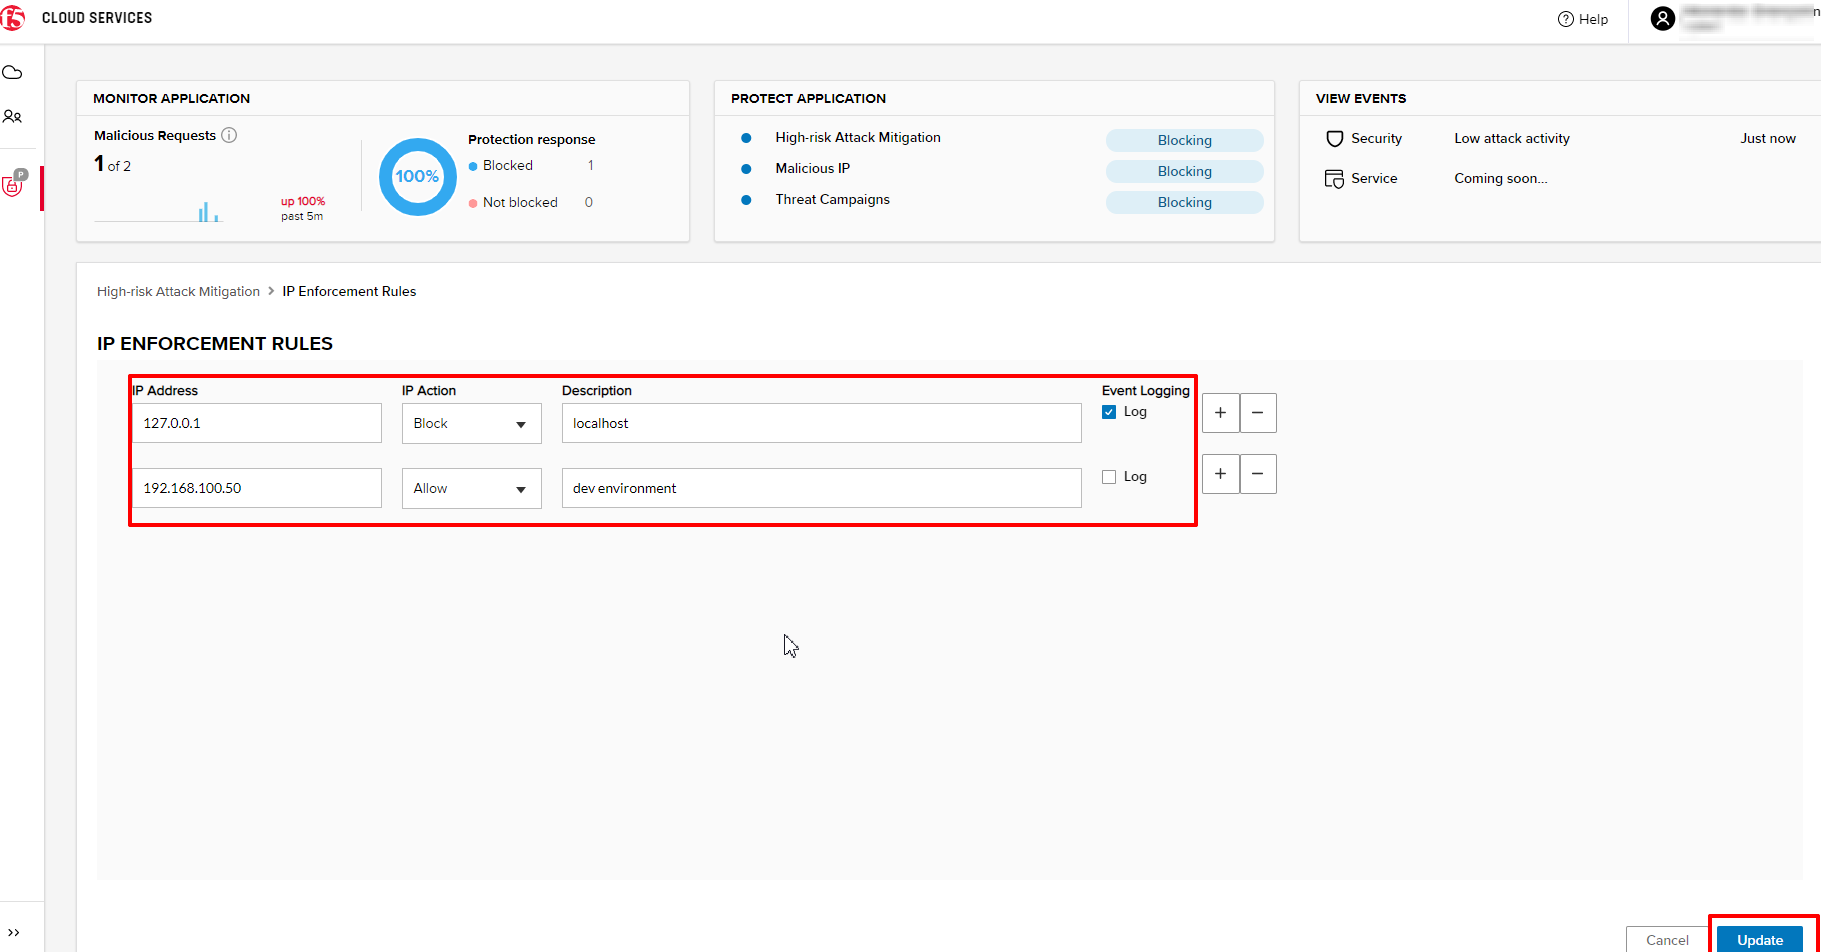 f5 CLOUD SERVICES
Help
P
MONITOR APPLICATION
Malicious Requests
1 of 2
up 100%
past 5m
100%
Protection response
Blocked 1
Not blocked 0
PROTECT APPLICATION
High-risk Attack Mitigation Blocking
Malicious IP Blocking
Threat Campaigns Blocking
VIEW EVENTS
Security Low attack activity Just now
Service Coming soon...
High-risk Attack Mitigation > IP Enforcement Rules
IP ENFORCEMENT RULES
IP Address IP Action Description Event Logging
127.0.0.1 Block localhost Log + −
192.168.100.50 Allow dev environment Log + −
Cancel Update